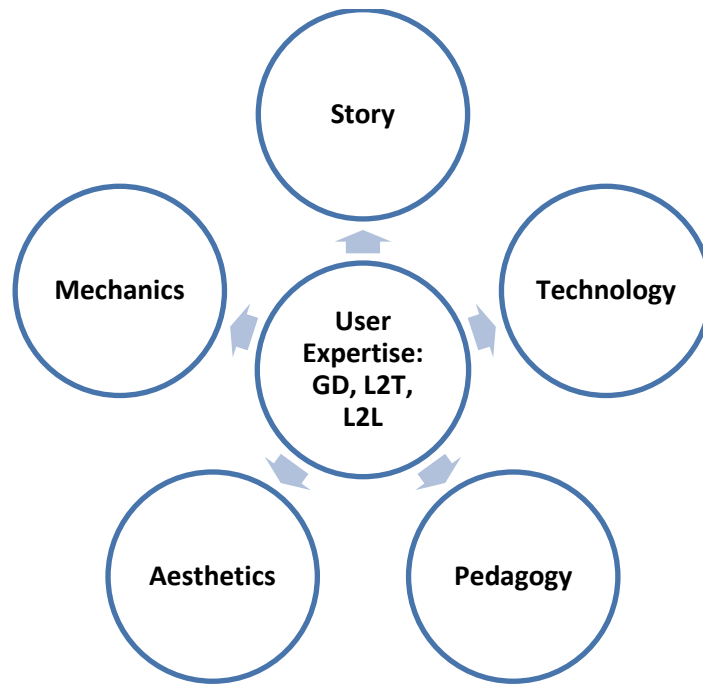 Story
Mechanics
Technology
User
Expertise:
GD, L2T,
L2L
Aesthetics
Pedagogy